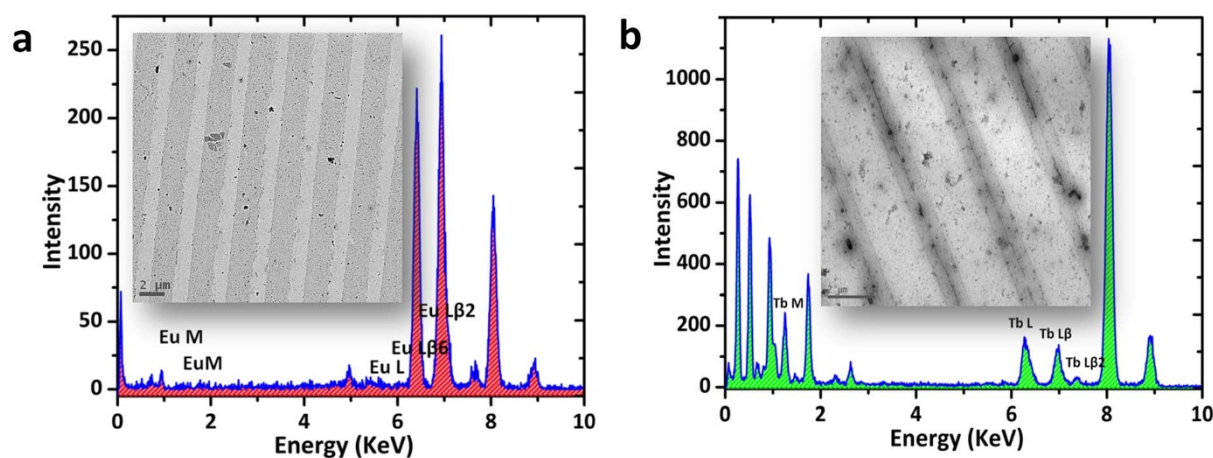 a
250
200
150
100
50
0
Intensity
2 µm
Eu M
EuM
Eu L
Eu Lβ6
Eu Lβ2
0 2 4 6 8 10
Energy (KeV)
b
1000
800
600
400
200
0
Intensity
2 µm
Tb M
Tb L
Tb Lβ
Tb Lβ2
0 2 4 6 8 10
Energy (KeV)